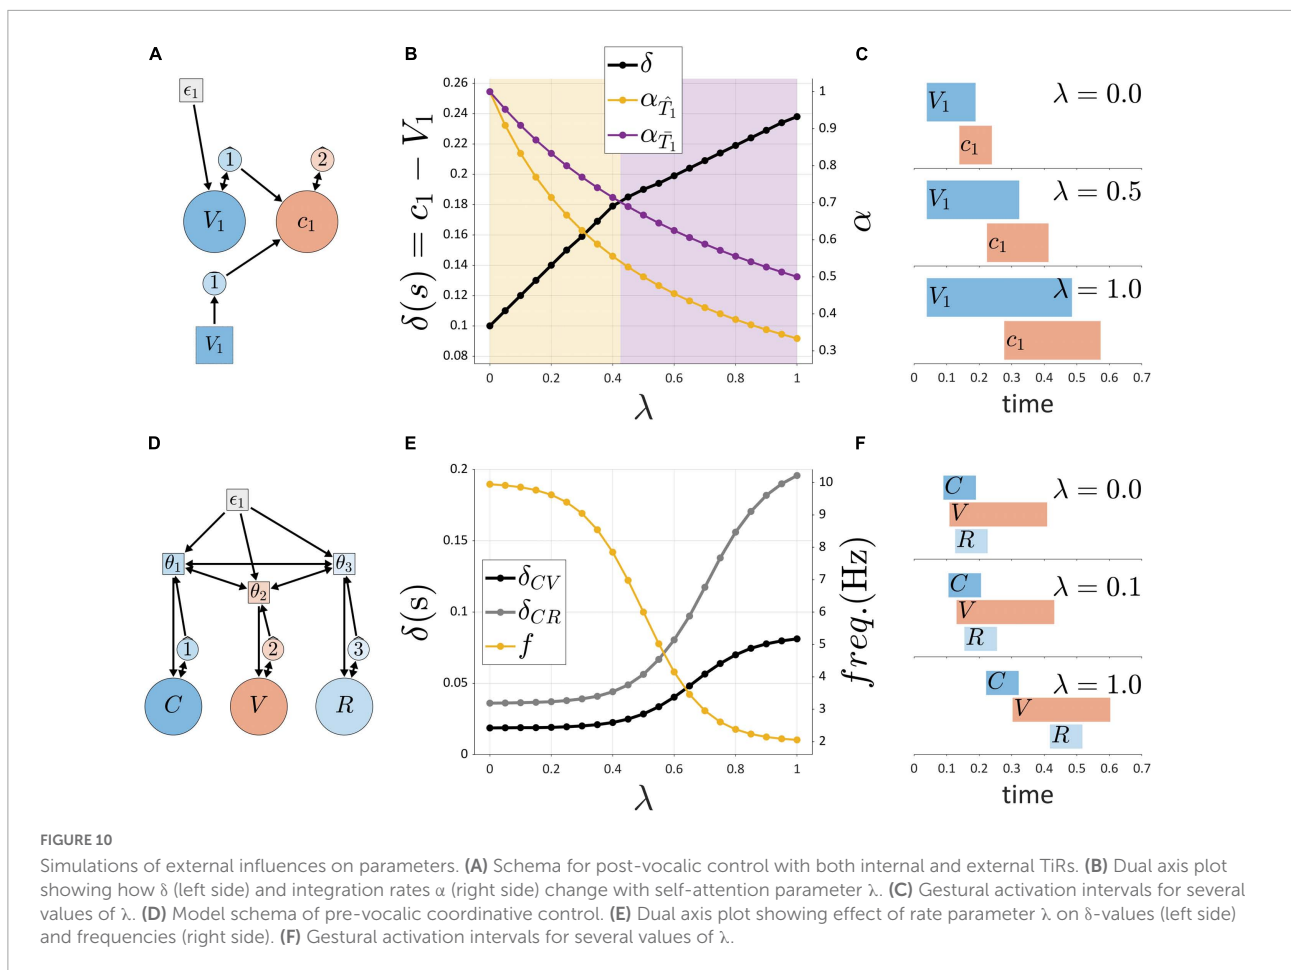 A
ϵ₁
1̂
2̂
V₁
c₁
1̄
V₁
B
δ
α_T̂₁
α_T̄₁
δ(s) = c₁ − V₁
0.26
0.24
0.22
0.2
0.18
0.16
0.14
0.12
0.1
0.08
1
0.9
0.8
0.7
0.6
0.5
0.4
0.3
α
0 0.2 0.4 0.6 0.8 1
λ
C
V₁ λ = 0.0
c₁
V₁ λ = 0.5
c₁
V₁ λ = 1.0
c₁
0 0.1 0.2 0.3 0.4 0.5 0.6 0.7
time
D
ϵ₁
θ₁ θ₃
θ₂
1̂ 2̂ 3̂
C V R
E
δ(s)
0.2
0.15
0.1
0.05
0
δ_CV
δ_CR
f
10
9
8
7
6
5
4
3
2
freq.(Hz)
0 0.2 0.4 0.6 0.8 1
λ
F
C λ = 0.0
V
R
C λ = 0.1
V
R
C λ = 1.0
V
R
0 0.1 0.2 0.3 0.4 0.5 0.6 0.7
time
FIGURE 10
Simulations of external influences on parameters. (A) Schema for post-vocalic control with both internal and external TiRs. (B) Dual axis plot
showing how δ (left side) and integration rates α (right side) change with self-attention parameter λ. (C) Gestural activation intervals for several
values of λ. (D) Model schema of pre-vocalic coordinative control. (E) Dual axis plot showing effect of rate parameter λ on δ-values (left side)
and frequencies (right side). (F) Gestural activation intervals for several values of λ.